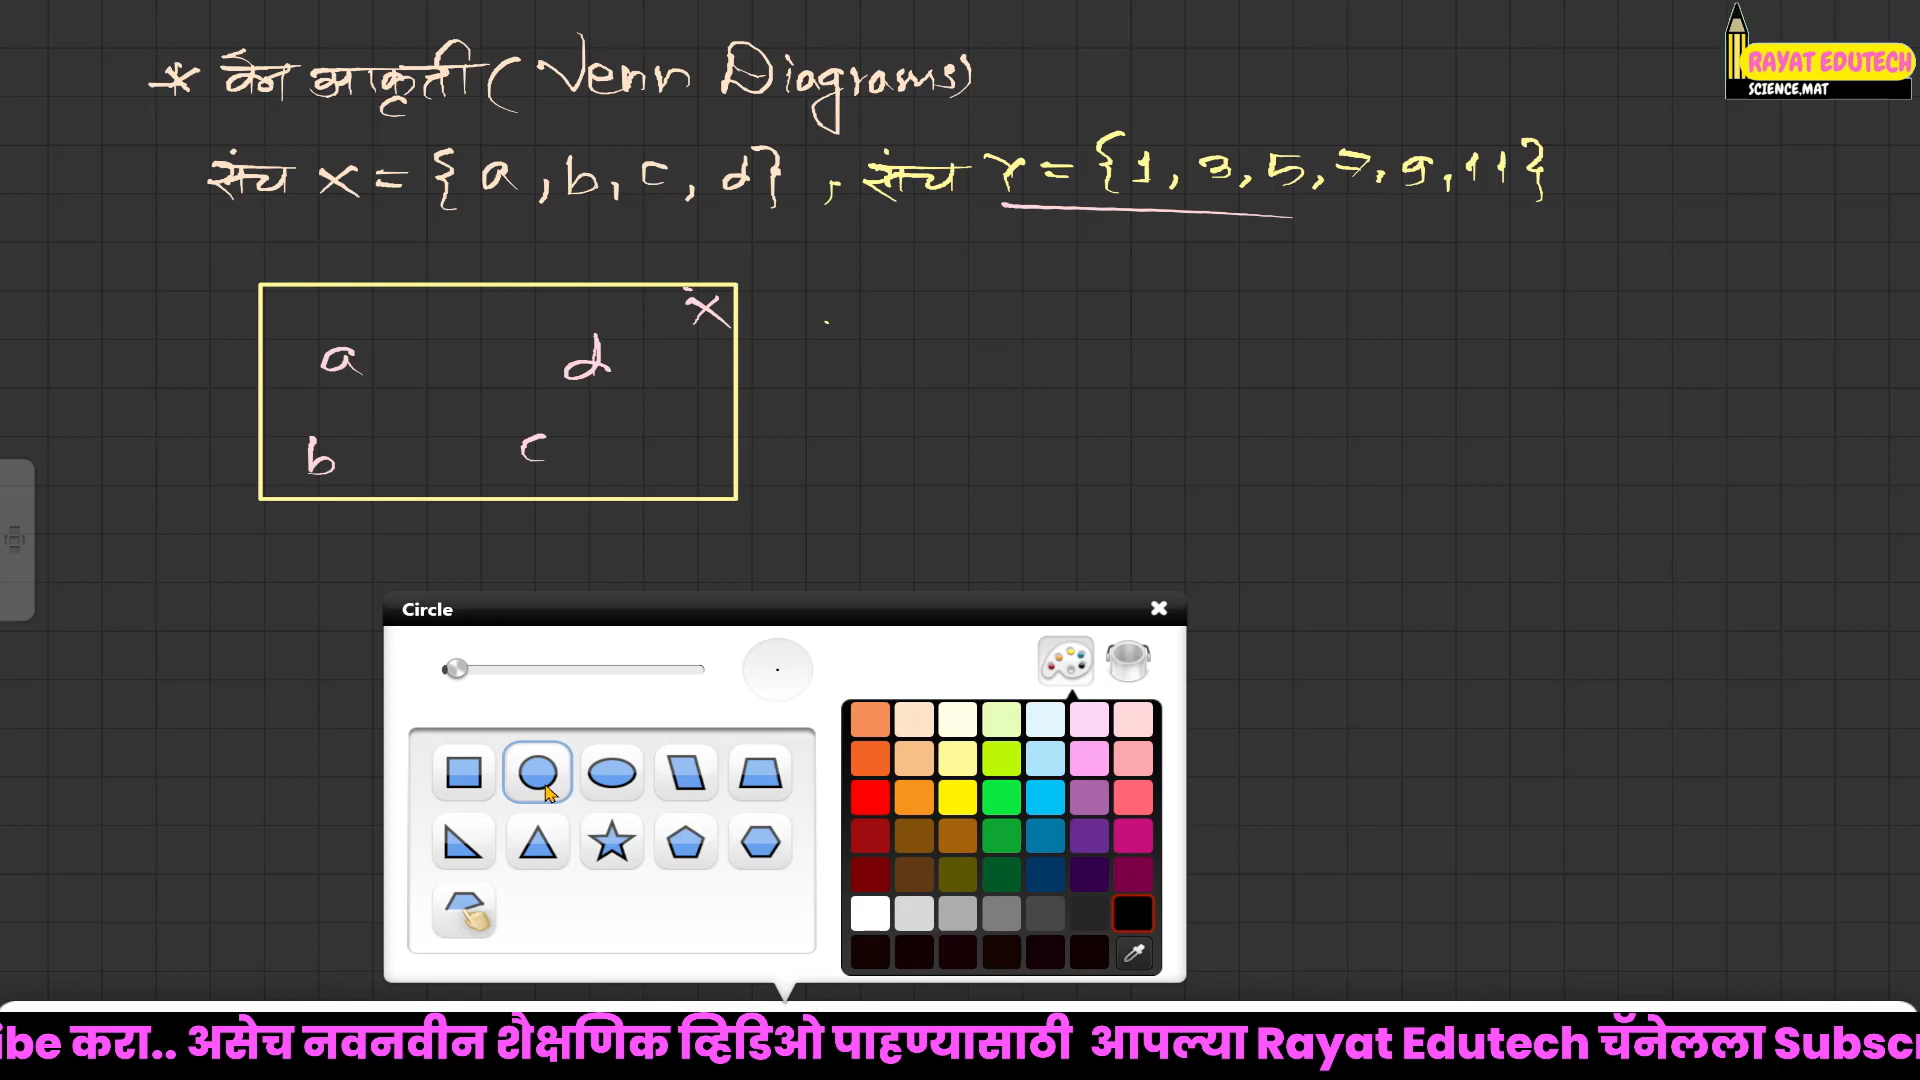 * वेन आकृती ( Venn Diagrams)
संच X = { a , b , c , d } , संच Y = { 1 , 3 , 5 , 7 , 9 , 11 }
X
a d
b c
Circle
RAYAT EDUTECH
SCIENCE.MAT
ibe करा.. असेच नवनवीन शैक्षणिक व्हिडिओ पाहण्यासाठी आपल्या Rayat Edutech चॅनेलला Subscr